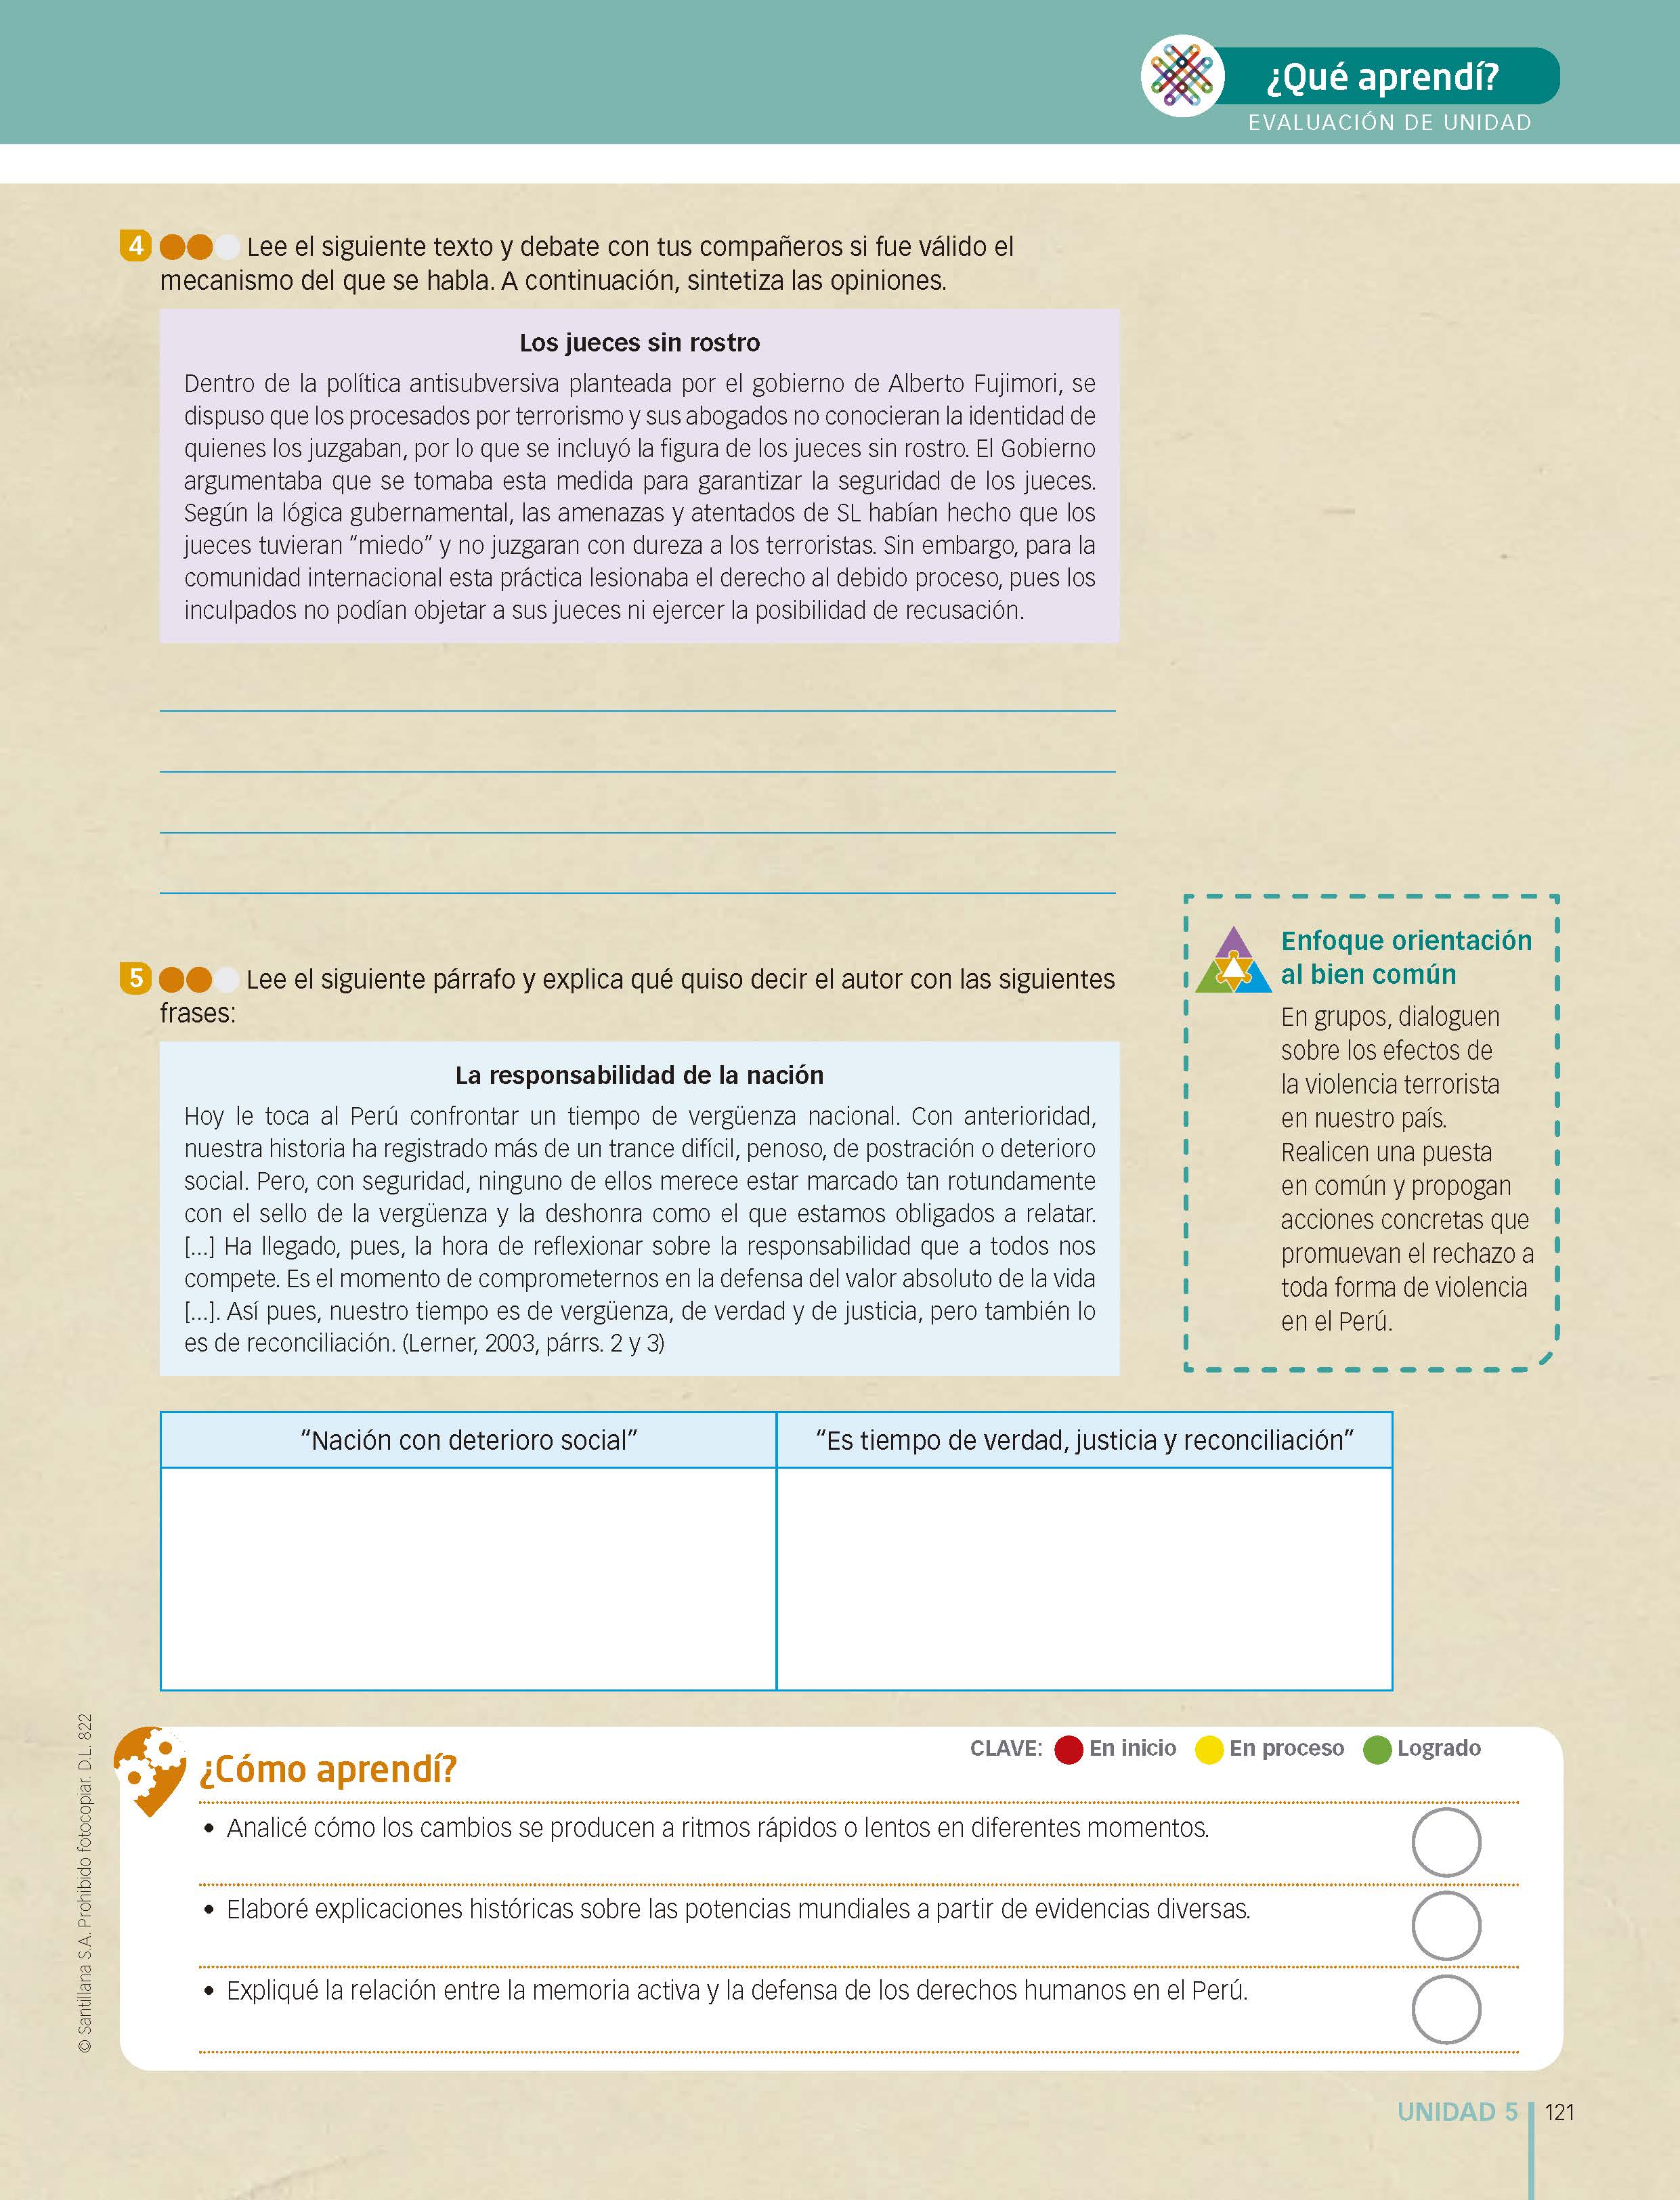 ¿Qué aprendí?
EVALUACIÓN DE UNIDAD
4 Lee el siguiente texto y debate con tus compañeros si fue válido el
mecanismo del que se habla. A continuación, sintetiza las opiniones.
Los jueces sin rostro
Dentro de la política antisubversiva planteada por el gobierno de Alberto Fujimori, se
dispuso que los procesados por terrorismo y sus abogados no conocieran la identidad de
quienes los juzgaban, por lo que se incluyó la figura de los jueces sin rostro. El Gobierno
argumentaba que se tomaba esta medida para garantizar la seguridad de los jueces.
Según la lógica gubernamental, las amenazas y atentados de SL habían hecho que los
jueces tuvieran “miedo” y no juzgaran con dureza a los terroristas. Sin embargo, para la
comunidad internacional esta práctica lesionaba el derecho al debido proceso, pues los
inculpados no podían objetar a sus jueces ni ejercer la posibilidad de recusación.
5 Lee el siguiente párrafo y explica qué quiso decir el autor con las siguientes
frases:
La responsabilidad de la nación
Hoy le toca al Perú confrontar un tiempo de vergüenza nacional. Con anterioridad,
nuestra historia ha registrado más de un trance difícil, penoso, de postración o deterioro
social. Pero, con seguridad, ninguno de ellos merece estar marcado tan rotundamente
con el sello de la vergüenza y la deshonra como el que estamos obligados a relatar.
[...] Ha llegado, pues, la hora de reflexionar sobre la responsabilidad que a todos nos
compete. Es el momento de comprometernos en la defensa del valor absoluto de la vida
[...]. Así pues, nuestro tiempo es de vergüenza, de verdad y de justicia, pero también lo
es de reconciliación. (Lerner, 2003, párrs. 2 y 3)
Enfoque orientación
al bien común
En grupos, dialoguen
sobre los efectos de
la violencia terrorista
en nuestro país.
Realicen una puesta
en común y propogan
acciones concretas que
promuevan el rechazo a
toda forma de violencia
en el Perú.
“Nación con deterioro social”
“Es tiempo de verdad, justicia y reconciliación”
¿Cómo aprendí?
CLAVE: En inicio En proceso Logrado
• Analicé cómo los cambios se producen a ritmos rápidos o lentos en diferentes momentos.
• Elaboré explicaciones históricas sobre las potencias mundiales a partir de evidencias diversas.
• Expliqué la relación entre la memoria activa y la defensa de los derechos humanos en el Perú.
© Santillana S.A. Prohibido fotocopiar. D.L. 822
UNIDAD 5 121